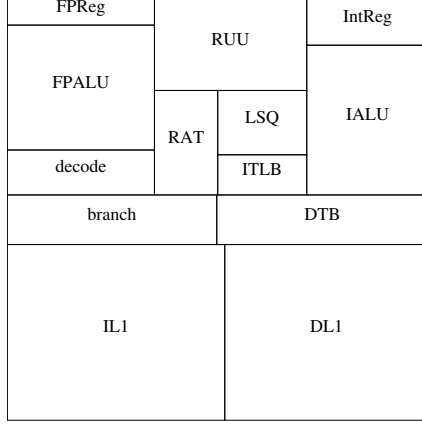 FPReg
RUU
IntReg
FPALU
LSQ
IALU
RAT
decode
ITLB
branch
DTB
IL1
DL1